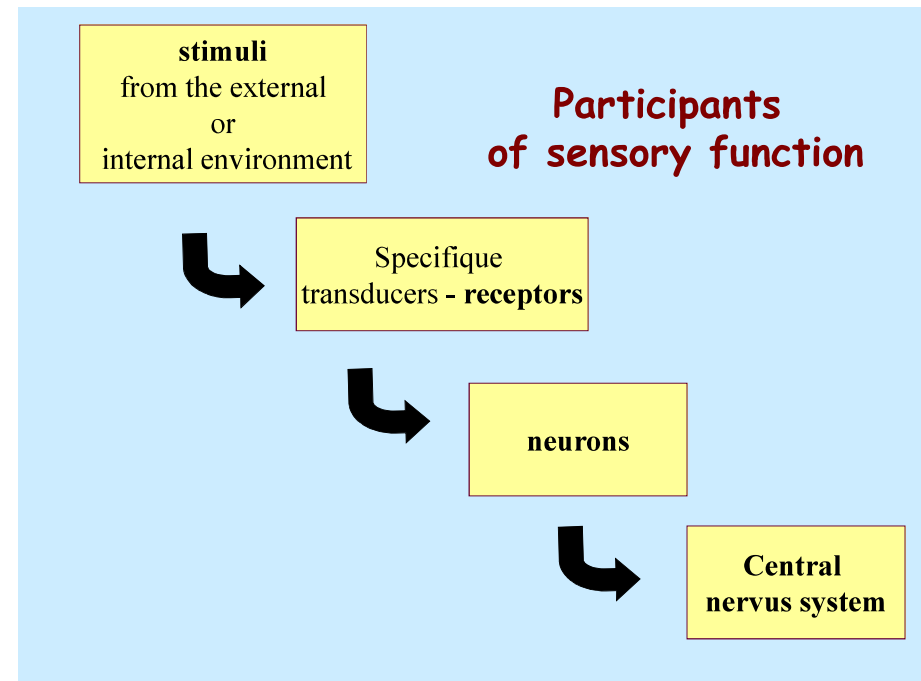 stimuli
from the external
or
internal environment
Participants
of sensory function
Specifique
transducers - receptors
neurons
Central
nervus system